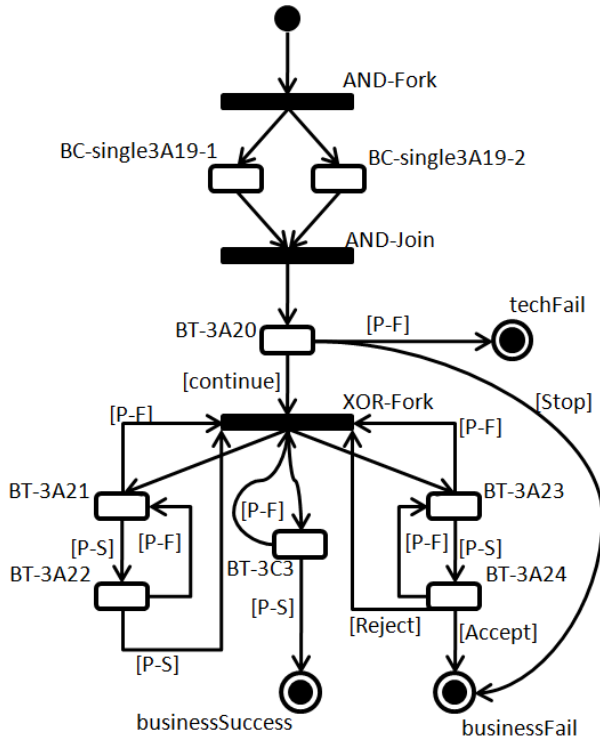 AND-Fork
BC-single3A19-1
BC-single3A19-2
AND-Join
techFail
BT-3A20
[P-F]
[continue]
XOR-Fork
[Stop]
[P-F]
[P-F]
BT-3A21
[P-F]
BT-3A23
[P-S]
[P-F]
[P-F]
[P-S]
BT-3A22
BT-3C3
BT-3A24
[P-S]
[Reject]
[Accept]
[P-S]
businessSuccess
businessFail